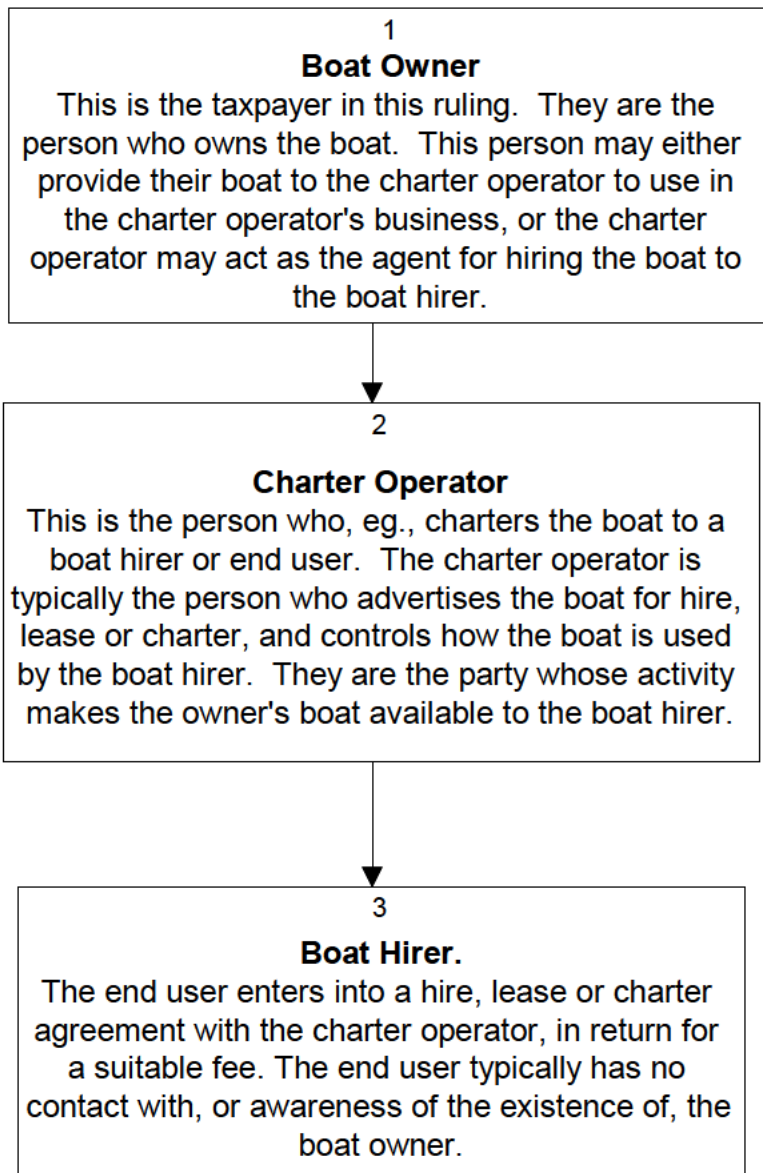 1
Boat Owner
This is the taxpayer in this ruling.  They are the
person who owns the boat.  This person may either
provide their boat to the charter operator to use in
the charter operator's business, or the charter
operator may act as the agent for hiring the boat to
the boat hirer.
2
Charter Operator
This is the person who, eg., charters the boat to a
boat hirer or end user.  The charter operator is
typically the person who advertises the boat for hire,
lease or charter, and controls how the boat is used
by the boat hirer.  They are the party whose activity
makes the owner's boat available to the boat hirer.
3
Boat Hirer.
The end user enters into a hire, lease or charter
agreement with the charter operator, in return for
a suitable fee. The end user typically has no
contact with, or awareness of the existence of, the
boat owner.